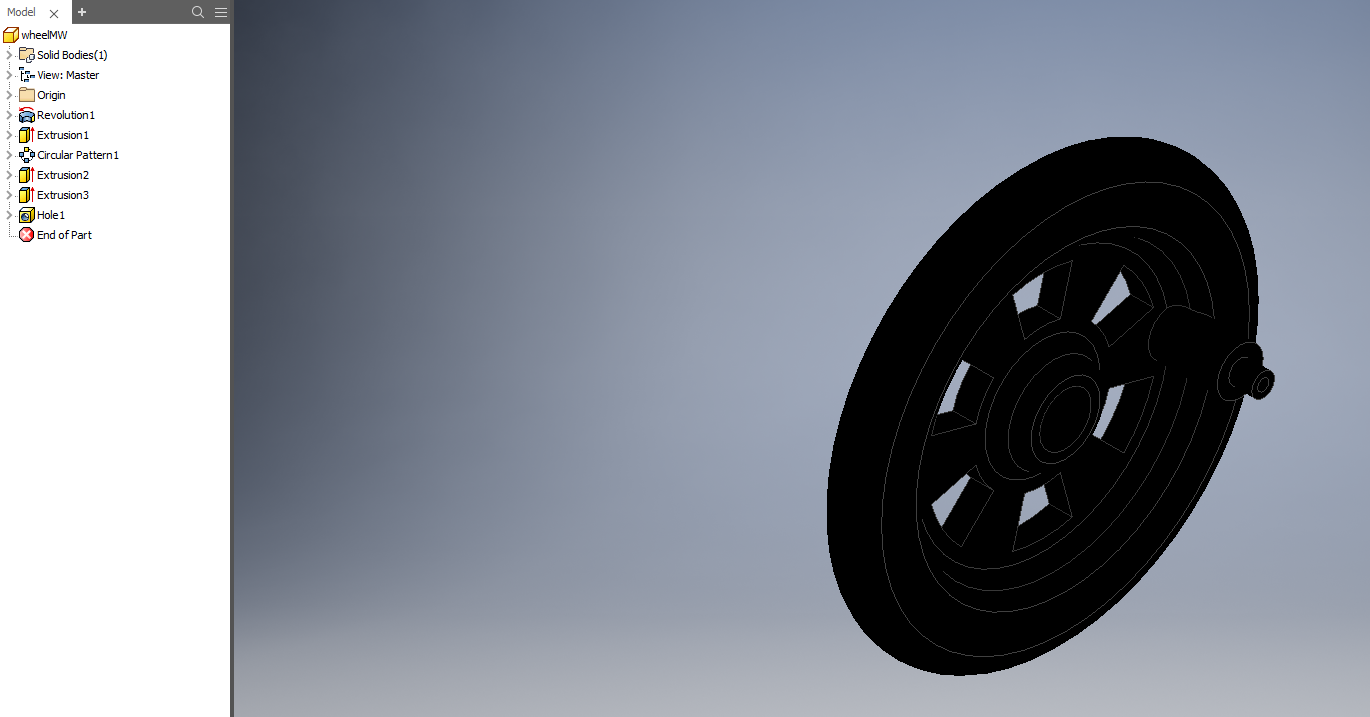 Model
wheelMW
Solid Bodies(1)
View: Master
Origin
Revolution1
Extrusion1
Circular Pattern1
Extrusion2
Extrusion3
Hole1
End of Part